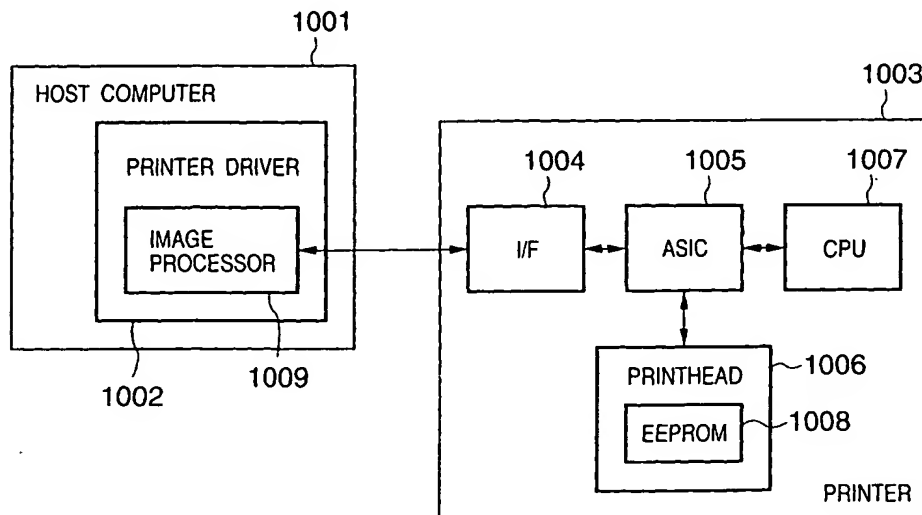 1001
HOST COMPUTER
PRINTER DRIVER
IMAGE
PROCESSOR
1002
1009
1003
1004
1005
1007
I/F
ASIC
CPU
PRINTHEAD
1006
EEPROM
1008
PRINTER